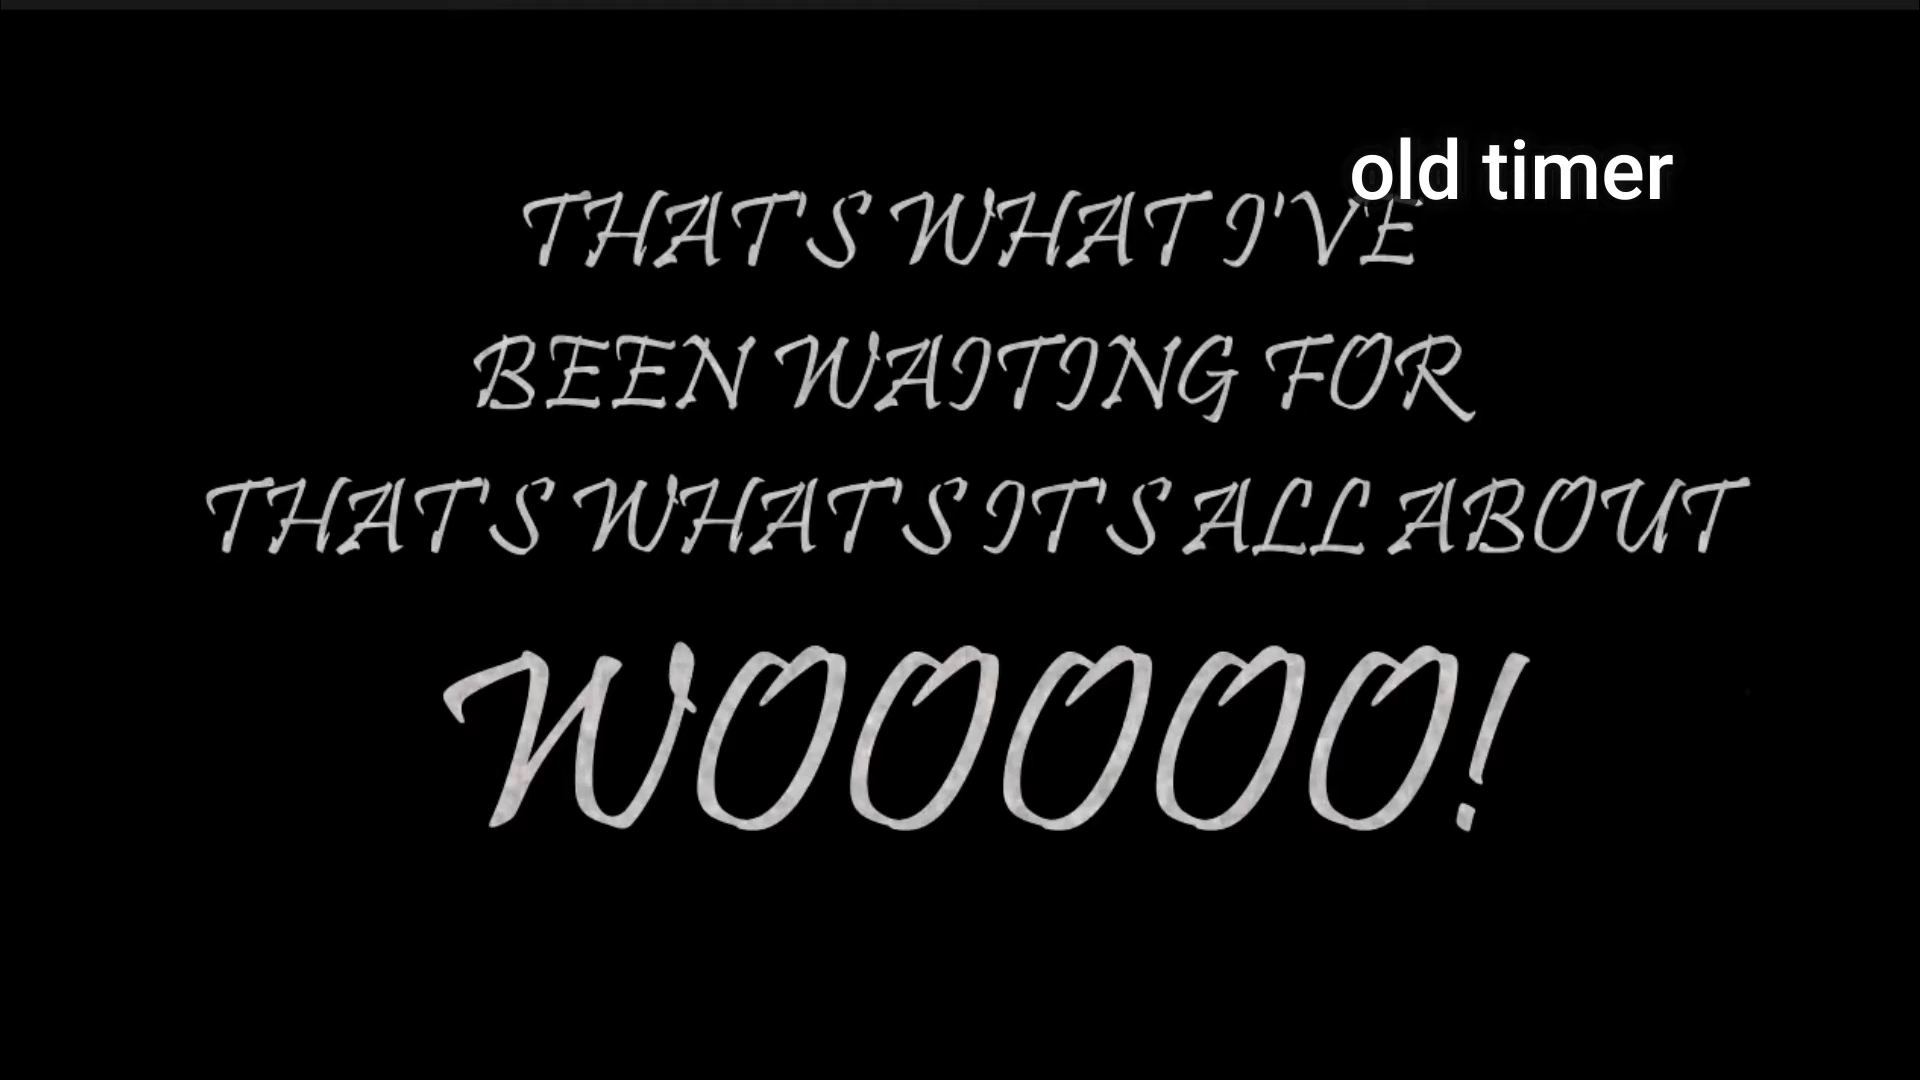 old timer
THAT'S WHAT I'VE
BEEN WAITING FOR
THAT'S WHAT'S IT'S ALL ABOUT
WOOOOO!